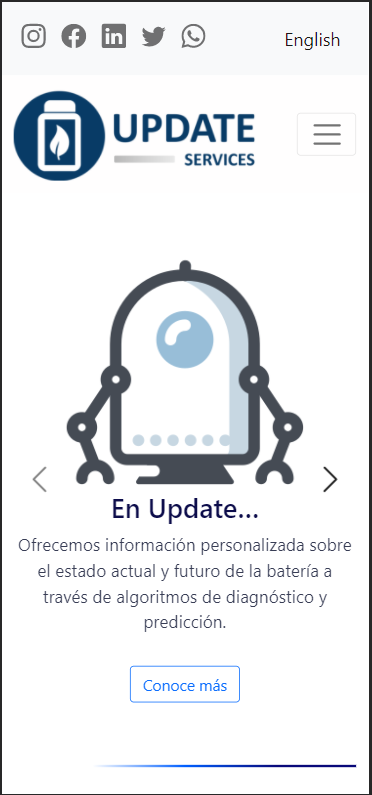 English
UPDATE
SERVICES
En Update...
Ofrecemos información personalizada sobre
el estado actual y futuro de la batería a
través de algoritmos de diagnóstico y
predicción.
Conoce más